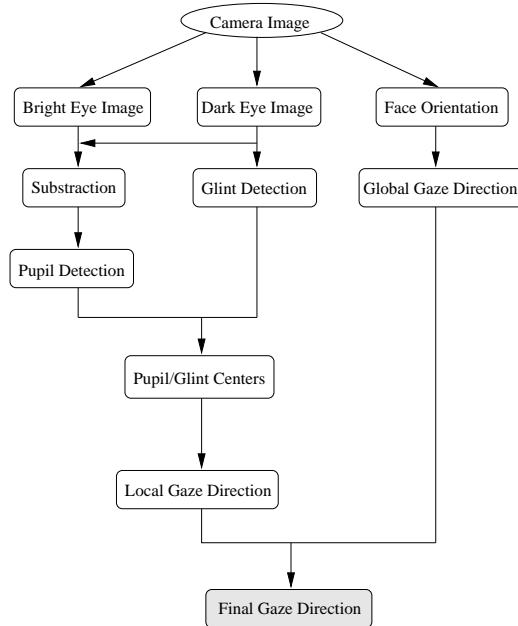 Camera Image
Bright Eye Image
Dark Eye Image
Face Orientation
Substraction
Glint Detection
Global Gaze Direction
Pupil Detection
Pupil/Glint Centers
Local Gaze Direction
Final Gaze Direction